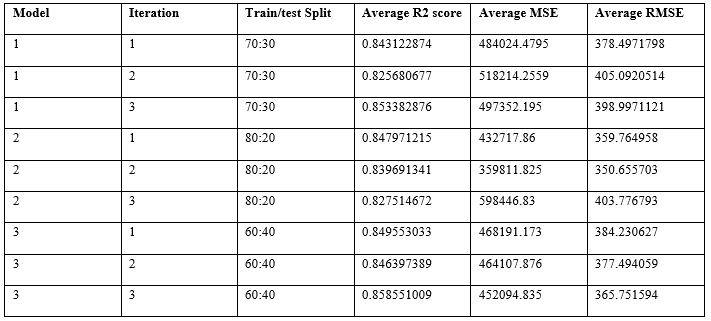 Model Iteration Train/test Split Average R2 score Average MSE Average RMSE
1 1 70:30 0.843122874 484024.4795 378.4971798
1 2 70:30 0.825680677 518214.2559 405.0920514
1 3 70:30 0.853382876 497352.195 398.9971121
2 1 80:20 0.847971215 432717.86 359.764958
2 2 80:20 0.839691341 359811.825 350.655703
2 3 80:20 0.827514672 598446.83 403.776793
3 1 60:40 0.849553033 468191.173 384.230627
3 2 60:40 0.846397389 464107.876 377.494059
3 3 60:40 0.858551009 452094.835 365.751594